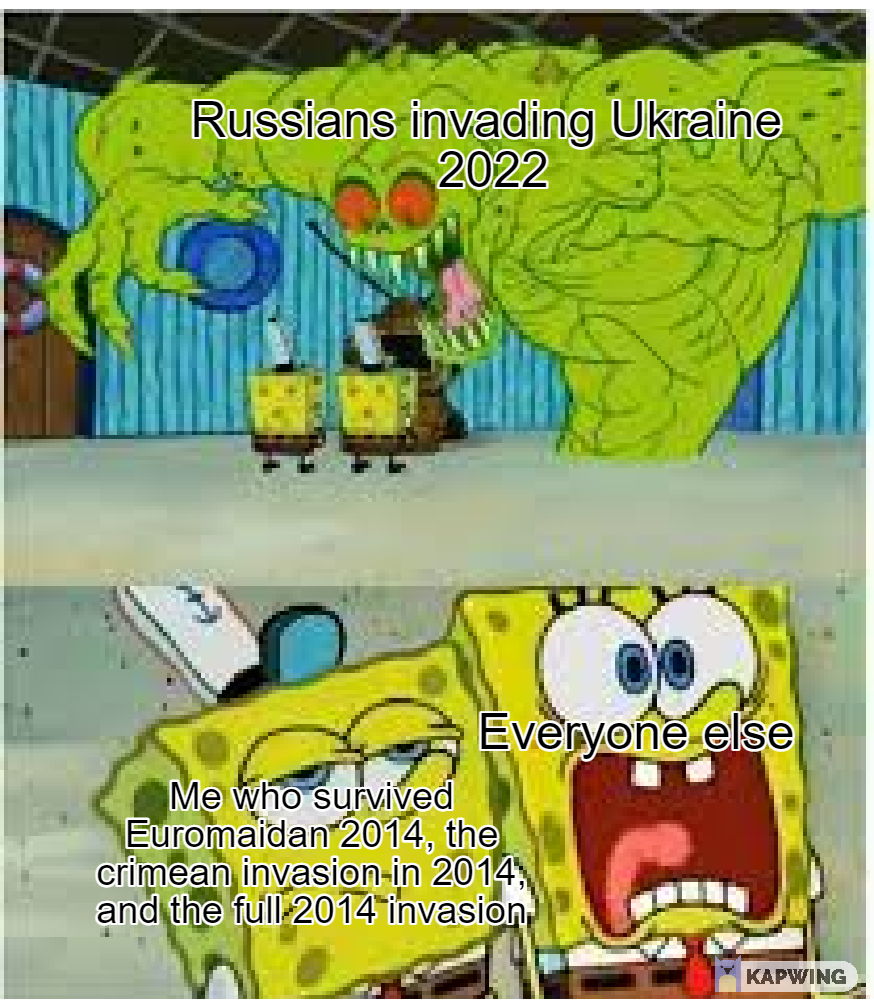 Russians invading Ukraine
2022
Everyone else
Me who survived
Euromaidan 2014, the
crimean invasion in 2014,
and the full 2014 invasion
KAPWING